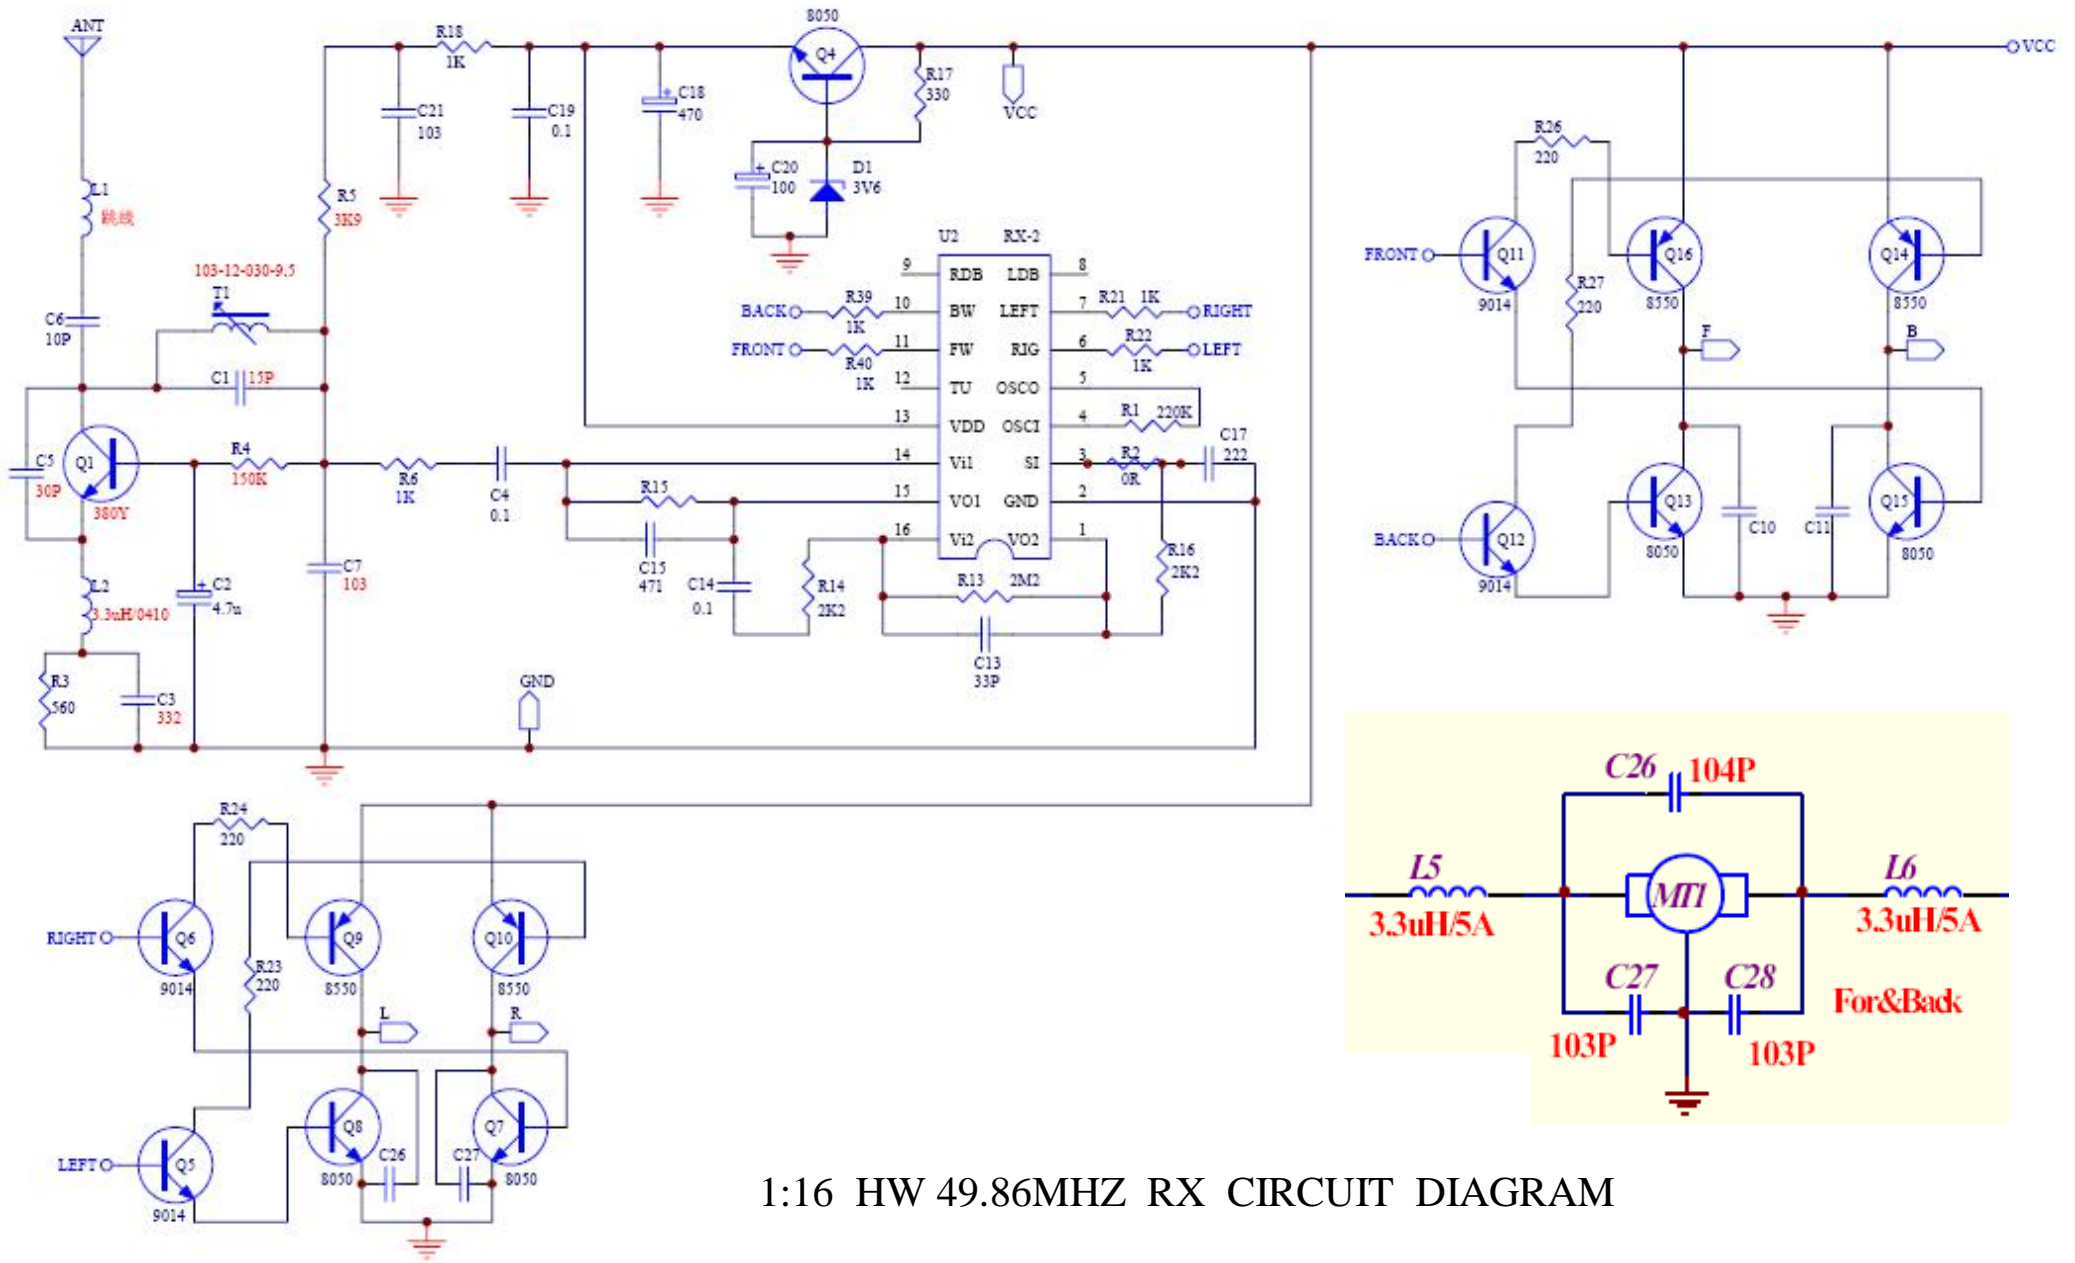 ANT
L1
跳线
C6
10P
103-12-030-9.5
T1
C1 15P
R5
3K9
C21
103
R18
1K
C19
0.1
C18
470
8050
Q4
R17
330
VCC
C20
100
D1
3V6
VCC
C5
30P
Q1
380Y
R4
150K
R6
1K
C4
0.1
L2
3.3uH/0410
C2
4.7u
C7
103
R3
560
C3
332
GND
R15
C15
471
C14
0.1
R14
2K2
U2 RX-2
9 RDB LDB 8
BACK R39 1K 10 BW LEFT 7 R21 1K RIGHT
FRONT R40 1K 11 FW RIG 6 R22 1K LEFT
12 TU OSCO 5
13 VDD OSCI 4 R1 220K
14 Vi1 SI 3 R2 0R
15 VO1 GND 2
16 Vi2 VO2 1
C17
222
R16
2K2
R13 2M2
C13
33P
R26
220
FRONT
Q11
9014
R27
220
Q16
8550
Q14
8550
F
B
BACK
Q12
9014
Q13
8050
C10
C11
Q15
8050
R24
220
RIGHT
Q6
9014
R23
220
Q9
8550
Q10
8550
L
R
LEFT
Q5
9014
Q8
8050
C26
C27
Q7
8050
C26 104P
L5
3.3uH/5A
MT1
L6
3.3uH/5A
C27
103P
C28
103P
For&Back
1:16 HW 49.86MHZ RX CIRCUIT DIAGRAM